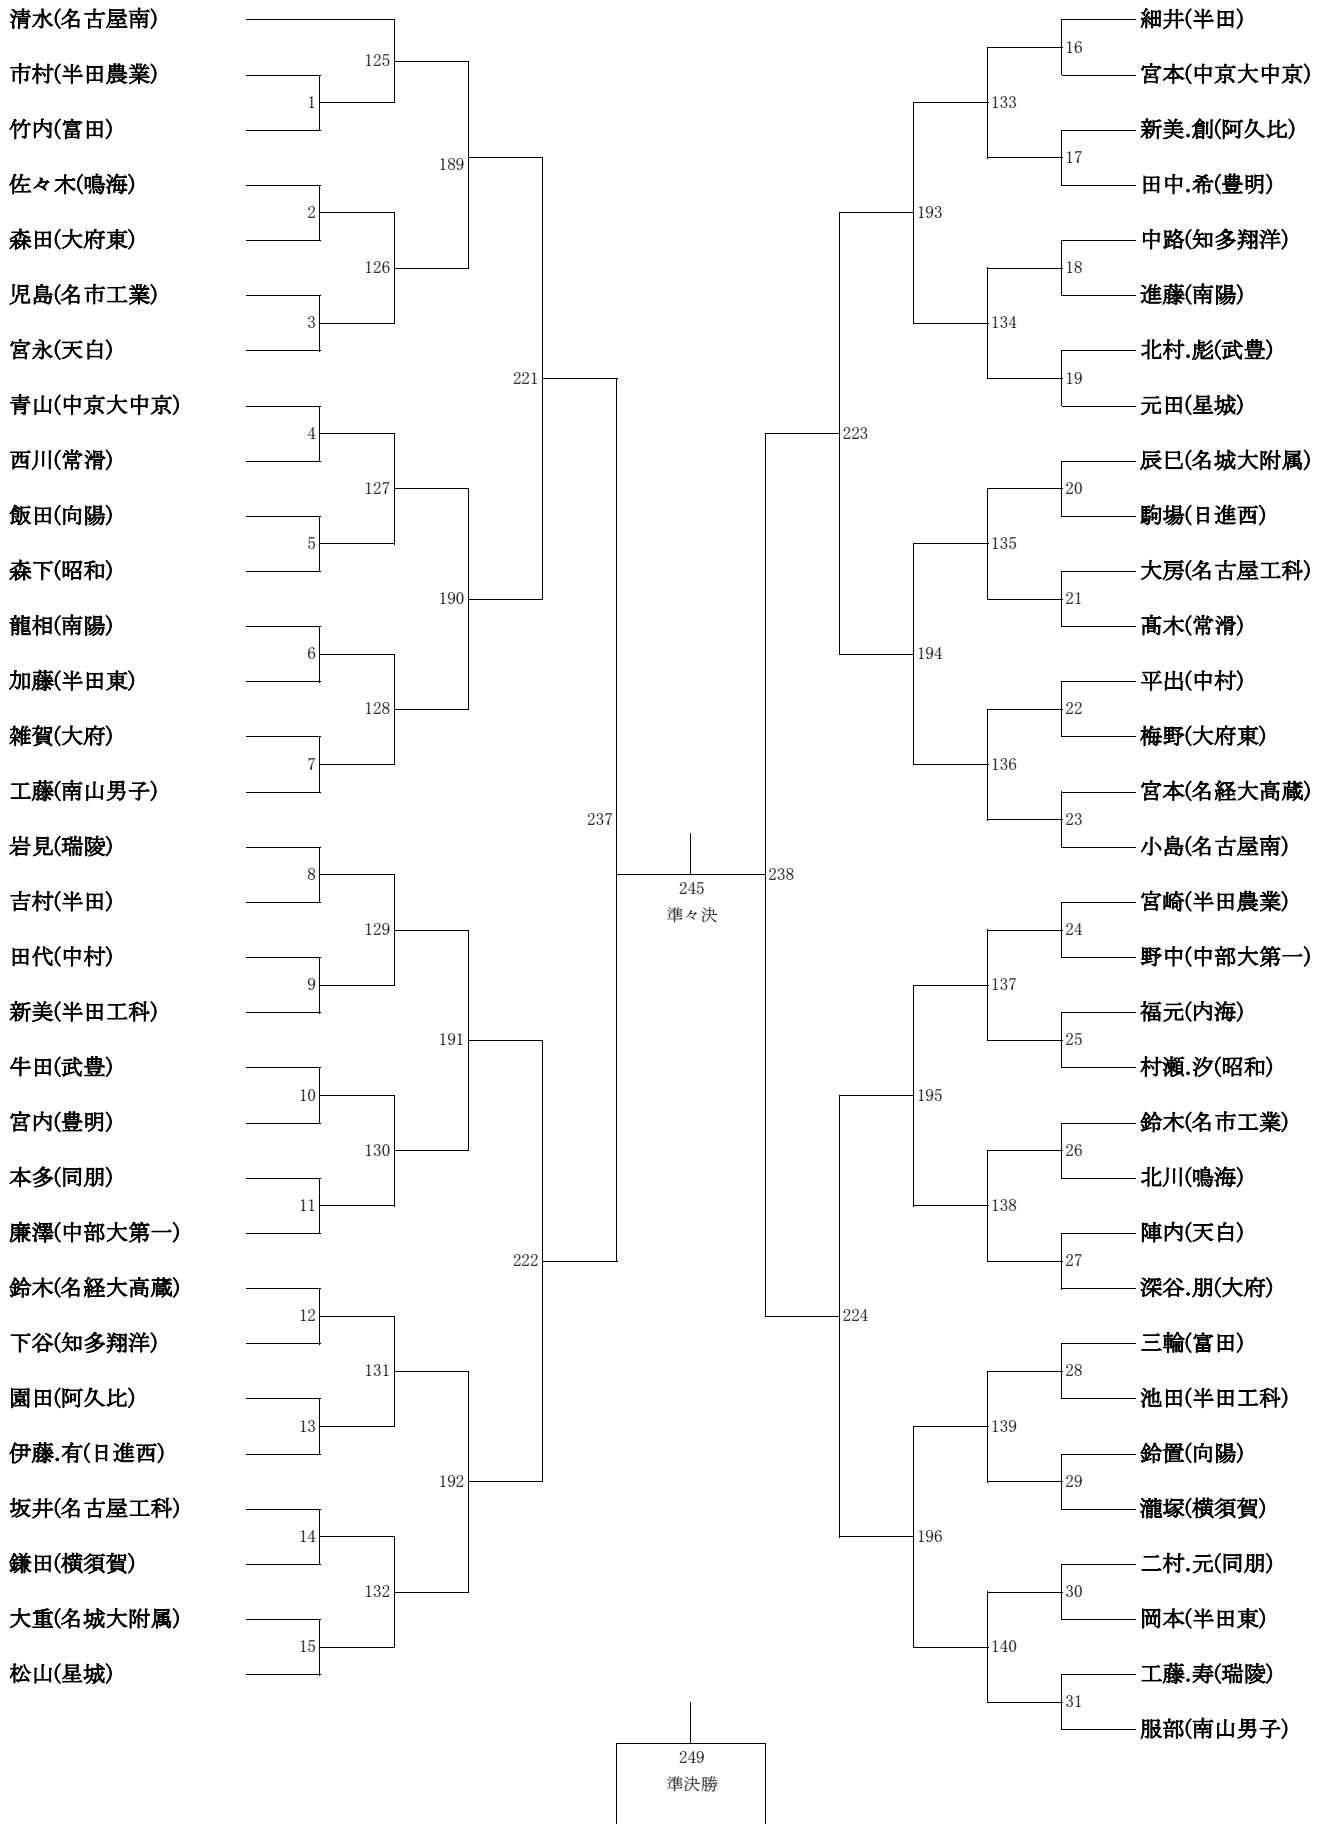 清水(名古屋南)
市村(半田農業)
竹内(富田)
佐々木(鳴海)
森田(大府東)
児島(名市工業)
宮永(天白)
青山(中京大中京)
西川(常滑)
飯田(向陽)
森下(昭和)
龍相(南陽)
加藤(半田東)
雑賀(大府)
工藤(南山男子)
岩見(瑞陵)
吉村(半田)
田代(中村)
新美(半田工科)
牛田(武豊)
宮内(豊明)
本多(同朋)
廉澤(中部大第一)
鈴木(名経大高蔵)
下谷(知多翔洋)
園田(阿久比)
伊藤.有(日進西)
坂井(名古屋工科)
鎌田(横須賀)
大重(名城大附属)
松山(星城)
1
2
3
4
5
6
7
8
9
10
11
12
13
14
15
125
126
127
128
129
130
131
132
189
190
191
192
221
222
237
245
準々決
249
準決勝
238
223
224
193
194
195
196
133
134
135
136
137
138
139
140
16
17
18
19
20
21
22
23
24
25
26
27
28
29
30
31
細井(半田)
宮本(中京大中京)
新美.創(阿久比)
田中.希(豊明)
中路(知多翔洋)
進藤(南陽)
北村.彪(武豊)
元田(星城)
辰巳(名城大附属)
駒場(日進西)
大房(名古屋工科)
髙木(常滑)
平出(中村)
梅野(大府東)
宮本(名経大高蔵)
小島(名古屋南)
宮崎(半田農業)
野中(中部大第一)
福元(内海)
村瀬.汐(昭和)
鈴木(名市工業)
北川(鳴海)
陣内(天白)
深谷.朋(大府)
三輪(富田)
池田(半田工科)
鈴置(向陽)
瀧塚(横須賀)
二村.元(同朋)
岡本(半田東)
工藤.寿(瑞陵)
服部(南山男子)